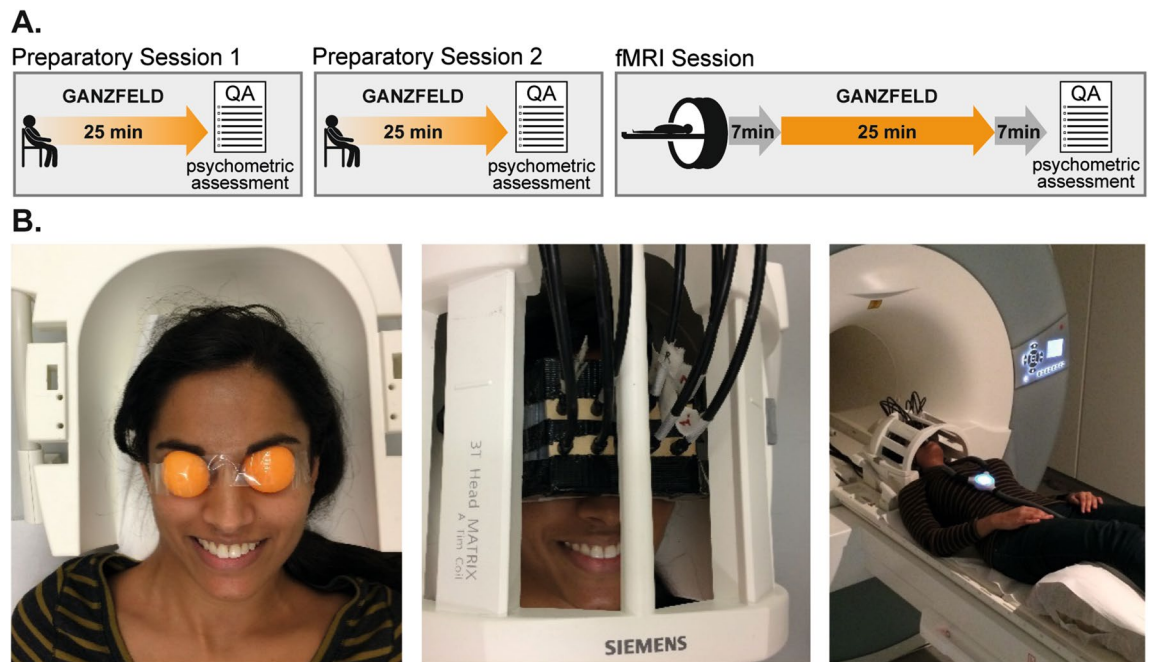 A.
Preparatory Session 1
Preparatory Session 2
fMRI Session
GANZFELD
25 min
QA
psychometric
assessment
GANZFELD
25 min
QA
psychometric
assessment
7min
GANZFELD
25 min
7min
QA
psychometric
assessment
B.
3T Head MATRIX
A Tim Coil
SIEMENS